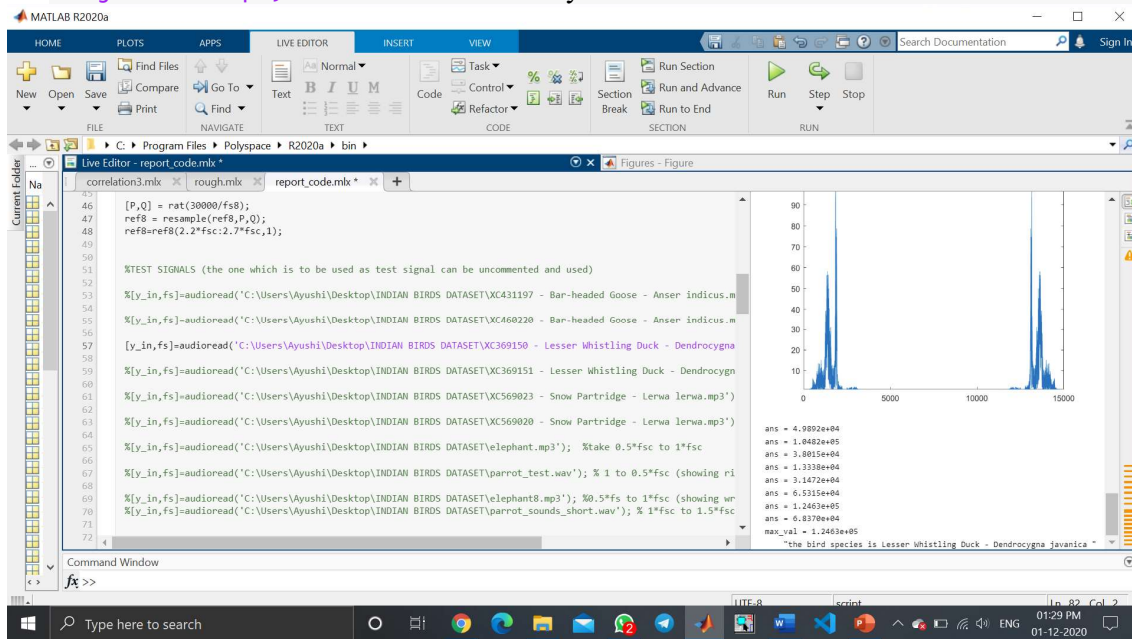 MATLAB R2020a
HOME PLOTS APPS LIVE EDITOR INSERT VIEW
Search Documentation
Sign In
New Open Save
Find Files
Compare
Print
FILE
Go To
Find
NAVIGATE
Text
Normal
B I U M
TEXT
Code
Task
Control
Refactor
CODE
Section Break
Run Section
Run and Advance
Run to End
SECTION
Run Step Stop
RUN
C: Program Files Polyspace R2020a bin
Current Folder
Na
Live Editor - report_code.mlx *
Figures - Figure
correlation3.mlx rough.mlx report_code.mlx * +
45
46 [P,Q] = rat(30000/fs8);
47 ref8 = resample(ref8,P,Q);
48 ref8=ref8(2.2*fsc:2.7*fsc,1);
49
50
51 %TEST SIGNALS (the one which is to be used as test signal can be uncommented and used)
52
53 %[y_in,fs]=audioread('C:\Users\Ayushi\Desktop\INDIAN BIRDS DATASET\XC431197 - Bar-headed Goose - Anser indicus.m
54
55 %[y_in,fs]=audioread('C:\Users\Ayushi\Desktop\INDIAN BIRDS DATASET\XC460220 - Bar-headed Goose - Anser indicus.m
56
57 [y_in,fs]=audioread('C:\Users\Ayushi\Desktop\INDIAN BIRDS DATASET\XC369150 - Lesser Whistling Duck - Dendrocygna
58
59 %[y_in,fs]=audioread('C:\Users\Ayushi\Desktop\INDIAN BIRDS DATASET\XC369151 - Lesser Whistling Duck - Dendrocygn
60
61 %[y_in,fs]=audioread('C:\Users\Ayushi\Desktop\INDIAN BIRDS DATASET\XC569023 - Snow Partridge - Lerwa lerwa.mp3')
62
63 %[y_in,fs]=audioread('C:\Users\Ayushi\Desktop\INDIAN BIRDS DATASET\XC569020 - Snow Partridge - Lerwa lerwa.mp3')
64
65 %[y_in,fs]=audioread('C:\Users\Ayushi\Desktop\INDIAN BIRDS DATASET\elephant.mp3'); %take 0.5*fsc to 1*fsc
66
67 %[y_in,fs]=audioread('C:\Users\Ayushi\Desktop\INDIAN BIRDS DATASET\parrot_test.wav'); % 1 to 0.5*fsc (showing ri
68
69 %[y_in,fs]=audioread('C:\Users\Ayushi\Desktop\INDIAN BIRDS DATASET\elephant8.mp3'); %0.5*fs to 1*fsc (showing wr
70 %[y_in,fs]=audioread('C:\Users\Ayushi\Desktop\INDIAN BIRDS DATASET\parrot_sounds_short.wav'); % 1*fsc to 1.5*fsc
71
72
90
80
70
60
50
40
30
20
10
0 5000 10000 15000
ans = 4.9892e+04
ans = 1.0482e+05
ans = 3.8015e+04
ans = 1.3338e+04
ans = 3.1472e+04
ans = 6.5315e+04
ans = 1.2463e+05
ans = 6.8370e+04
max_val = 1.2463e+05
"the bird species is Lesser Whistling Duck - Dendrocygna javanica "
Command Window
fx >>
UTF-8 script Ln 82 Col 2
Type here to search
ENG
01:29 PM
01-12-2020